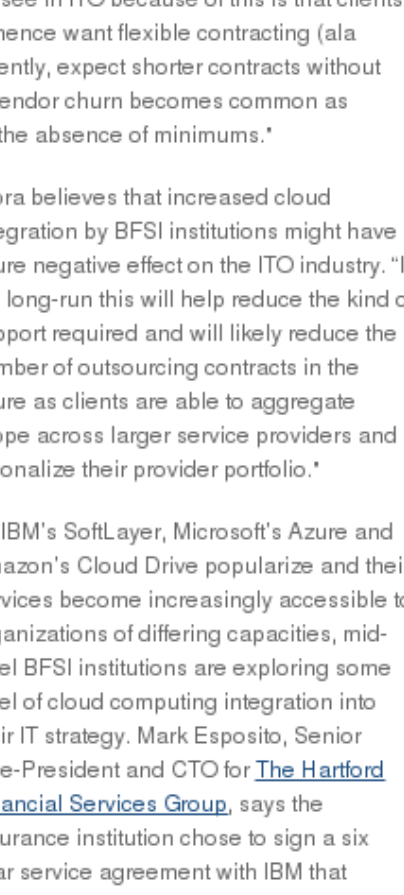 see in ITO because of this is that clients
hence want flexible contracting (ala
ently, expect shorter contracts without
endor churn becomes common as
the absence of minimums."
ora believes that increased cloud
egration by BFSI institutions might have
ure negative effect on the ITO industry. “I
long-run this will help reduce the kind o
pport required and will likely reduce the
mber of outsourcing contracts in the
ure as clients are able to aggregate
ope across larger service providers and
onalize their provider portfolio."
IBM's SoftLayer, Microsoft's Azure and
nazon's Cloud Drive popularize and thei
rvices become increasingly accessible to
ganizations of differing capacities, mid-
el BFSI institutions are exploring some
el of cloud computing integration into
ir IT strategy. Mark Esposito, Senior
e-President and CTO for The Hartford
ancial Services Group, says the
urance institution chose to sign a six
ar service agreement with IBM that